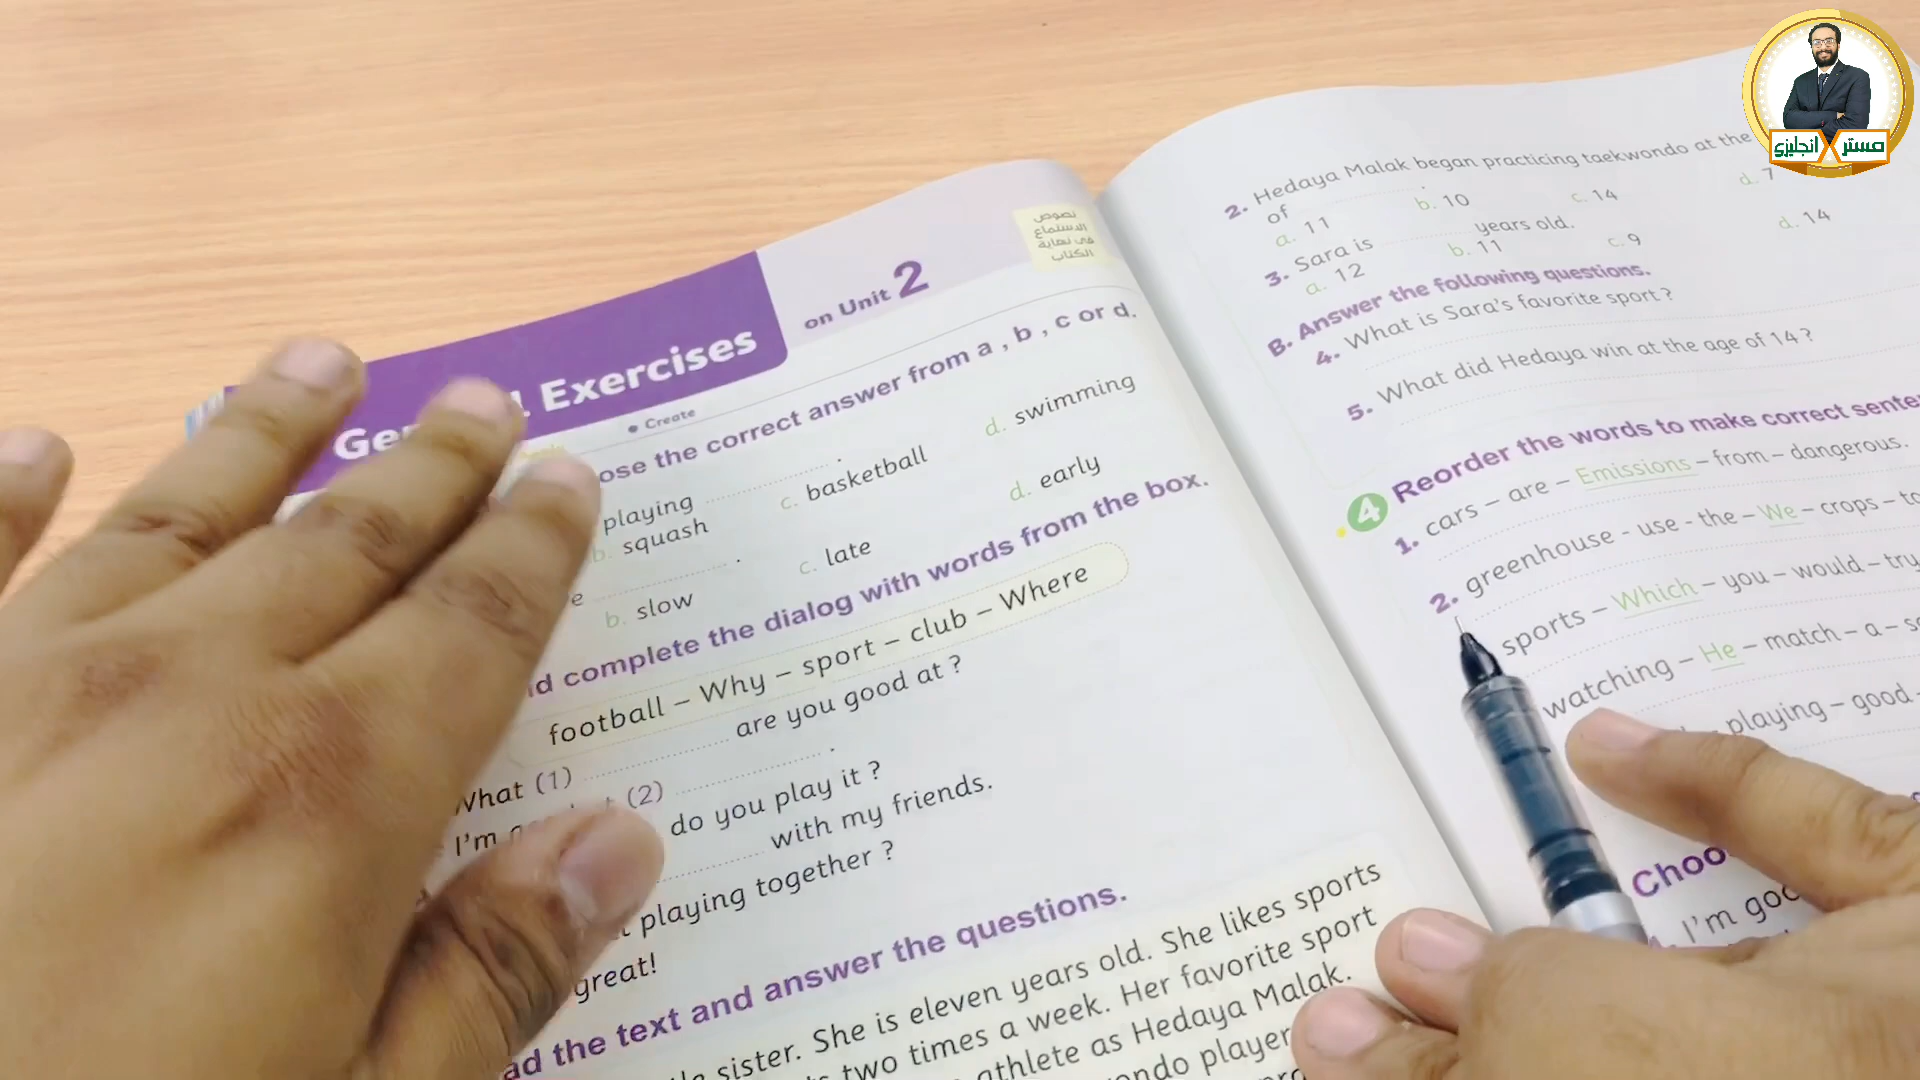 مستر X انجليزي
نصوص
الاستماع
في نهاية
الكتاب
Exercises
on Unit 2
• Create
the correct answer from a , b , c or d.
playing .
b. squash
c. basketball
d. swimming
.
b. slow
c. late
d. early
complete the dialog with words from the box.
football – Why – sport – club – Where
What (1) are you good at ?
I'm (2) .
do you play it ?
with my friends.
playing together ?
great!
the text and answer the questions.
sister. She is eleven years old. She likes sports
two times a week. Her favorite sport
athlete as Hedaya Malak.
player
2. Hedaya Malak began practicing taekwondo at the
of .
a. 11
b. 10
c. 14
d. 7
3. Sara is years old.
a. 12
b. 11
c. 9
d. 14
B. Answer the following questions.
4. What is Sara's favorite sport ?
5. What did Hedaya win at the age of 14 ?
4 Reorder the words to make correct
1. cars – are – Emissions – from – dangerous.
2. greenhouse - use - the – We – crops –
sports – Which – you – would – try
watching – He – match – a –
playing – good –
I'm